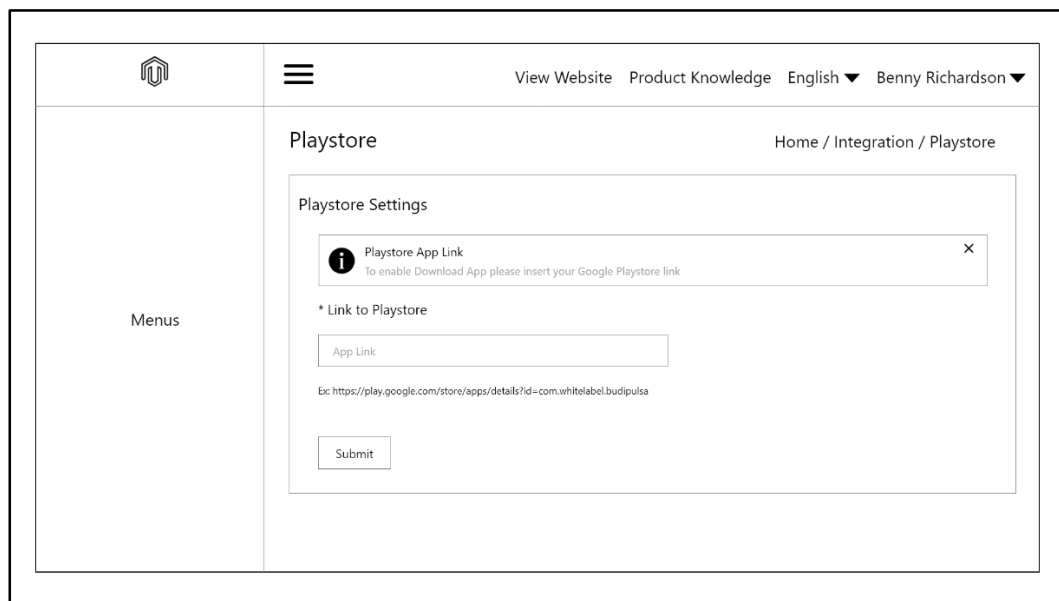 View Website Product Knowledge English Benny Richardson
Playstore
Home / Integration / Playstore
Playstore Settings
Playstore App Link
To enable Download App please insert your Google Playstore link
Menus
* Link to Playstore
App Link
Ex: https://play.google.com/store/apps/details?id=com.whitelabel.budipulsa
Submit